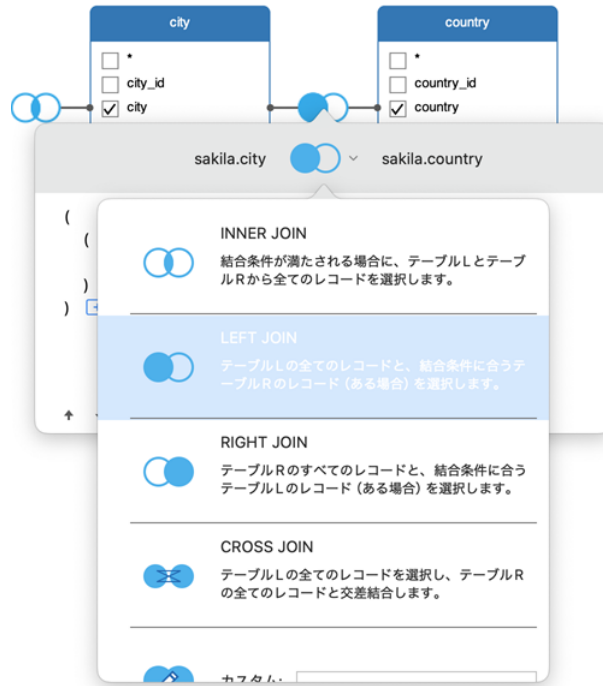 city
country
*
*
city_id
country_id
city
country
sakila.city
sakila.country
(
(
)
)
INNER JOIN
結合条件が満たされる場合に、テーブルLとテーブ
ルRから全てのレコードを選択します。
LEFT JOIN
テーブルLの全てのレコードと、結合条件に合うテ
ーブルRのレコード（ある場合）を選択します。
RIGHT JOIN
テーブルRのすべてのレコードと、結合条件に合う
テーブルLのレコード（ある場合）を選択します。
CROSS JOIN
テーブルLの全てのレコードを選択し、テーブルR
の全てのレコードと交差結合します。
カスタム: